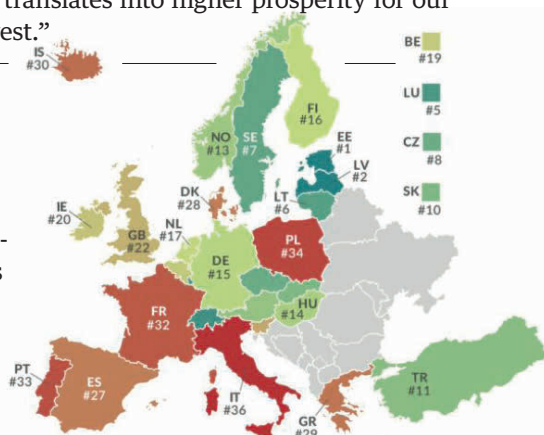 translates into higher prosperity for our
est.”
IS
#30
BE
#19
LU
#5
CZ
#8
SK
#10
FI
#16
NO
#13
SE
#7
EE
#1
LV
#2
LT
#6
DK
#28
IE
#20
GB
#22
NL
#17
PL
#34
DE
#15
HU
#14
FR
#32
PT
#33
ES
#27
IT
#36
GR
#29
TR
#11
-
s